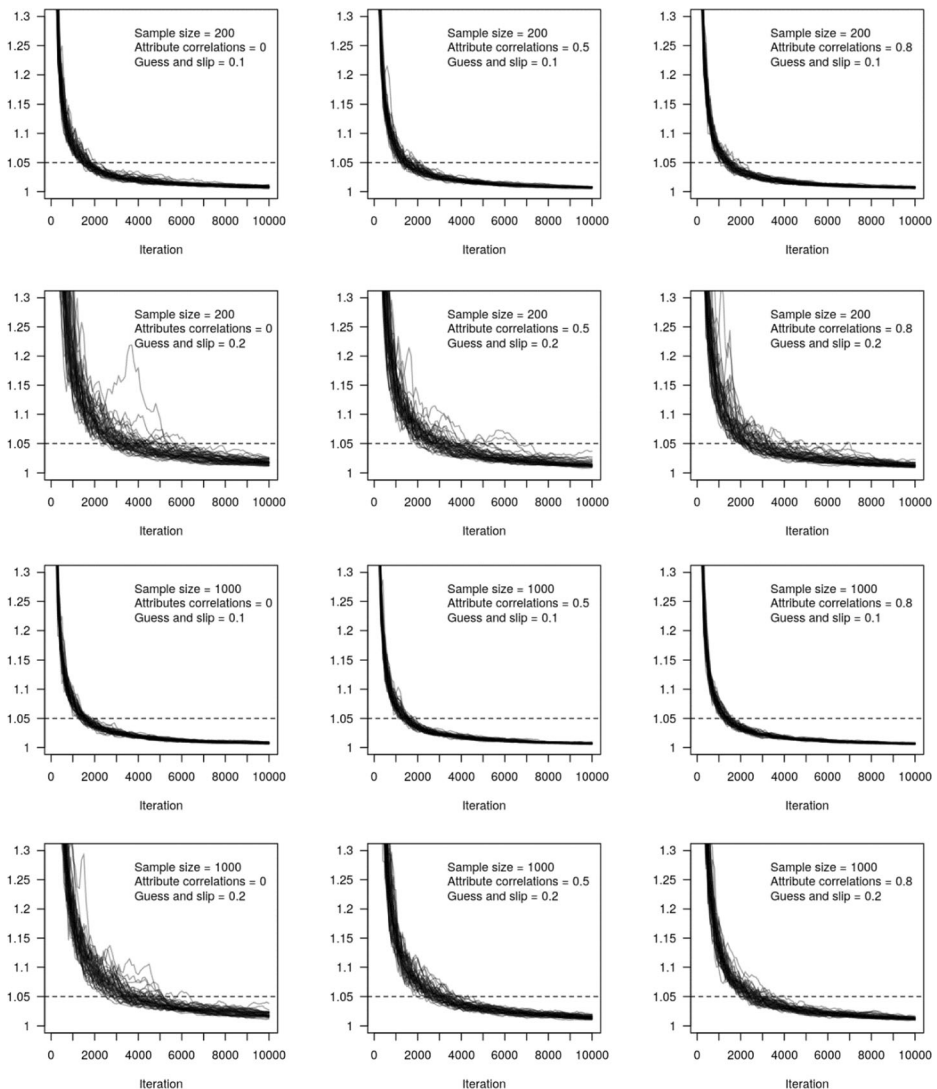 1.3
1.25
1.2
1.15
1.1
1.05
1
Sample size = 200
Attribute correlations = 0
Guess and slip = 0.1
0 2000 4000 6000 8000 10000
Iteration
1.3
1.25
1.2
1.15
1.1
1.05
1
Sample size = 200
Attribute correlations = 0.5
Guess and slip = 0.1
0 2000 4000 6000 8000 10000
Iteration
1.3
1.25
1.2
1.15
1.1
1.05
1
Sample size = 200
Attribute correlations = 0.8
Guess and slip = 0.1
0 2000 4000 6000 8000 10000
Iteration
1.3
1.25
1.2
1.15
1.1
1.05
1
Sample size = 200
Attributes correlations = 0
Guess and slip = 0.2
0 2000 4000 6000 8000 10000
Iteration
1.3
1.25
1.2
1.15
1.1
1.05
1
Sample size = 200
Attribute correlations = 0.5
Guess and slip = 0.2
0 2000 4000 6000 8000 10000
Iteration
1.3
1.25
1.2
1.15
1.1
1.05
1
Sample size = 200
Attribute correlations = 0.8
Guess and slip = 0.2
0 2000 4000 6000 8000 10000
Iteration
1.3
1.25
1.2
1.15
1.1
1.05
1
Sample size = 1000
Attributes correlations = 0
Guess and slip = 0.1
0 2000 4000 6000 8000 10000
Iteration
1.3
1.25
1.2
1.15
1.1
1.05
1
Sample size = 1000
Attribute correlations = 0.5
Guess and slip = 0.1
0 2000 4000 6000 8000 10000
Iteration
1.3
1.25
1.2
1.15
1.1
1.05
1
Sample size = 1000
Attribute correlations = 0.8
Guess and slip = 0.1
0 2000 4000 6000 8000 10000
Iteration
1.3
1.25
1.2
1.15
1.1
1.05
1
Sample size = 1000
Attribute correlations = 0
Guess and slip = 0.2
0 2000 4000 6000 8000 10000
Iteration
1.3
1.25
1.2
1.15
1.1
1.05
1
Sample size = 1000
Attribute correlations = 0.5
Guess and slip = 0.2
0 2000 4000 6000 8000 10000
Iteration
1.3
1.25
1.2
1.15
1.1
1.05
1
Sample size = 1000
Attribute correlations = 0.8
Guess and slip = 0.2
0 2000 4000 6000 8000 10000
Iteration